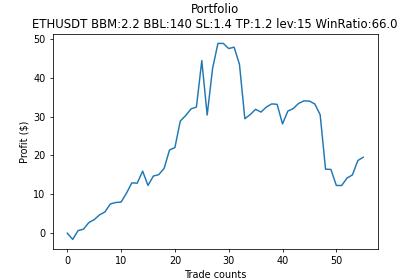 Portfolio
ETHUSDT BBM:2.2 BBL:140 SL:1.4 TP:1.2 lev:15 WinRatio:66.0
50
40
30
20
10
0
Profit ($)
0 10 20 30 40 50
Trade counts